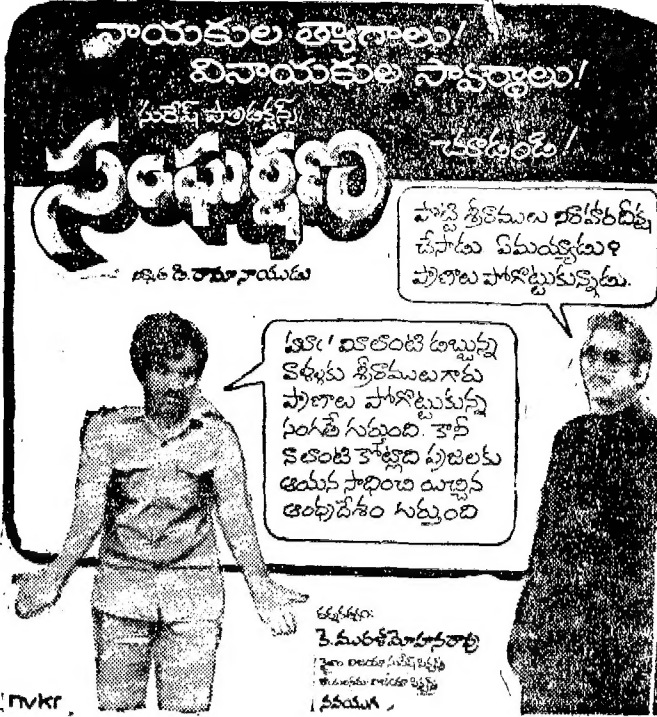 నాయకుల త్యాగాలు!
వినాయకుల స్వార్థాలు!
సురేష్ ప్రొడక్షన్స్
సంఘర్షణ
చూడండి!
నిర్మాత డి.రామానాయుడు
పొట్టి శ్రీరాములు నిరాహారదీక్ష
చేసాడు ఏమయ్యాడు?
ప్రాణాలు పోగొట్టుకున్నాడు.
మీలాంటి డబ్బున్న
వాళ్ళకు శ్రీరాములుగారు
ప్రాణాలు పోగొట్టుకున్న
సంగతే గుర్తుంది. కానీ
నాలాంటి కోట్లాది ప్రజలకు
ఆయన సాధించి యిచ్చిన
ఆంధ్రదేశం గుర్తుంది
దర్శకత్వం:
కె.మురళీమోహనరావు
నవయుగ
nvkr